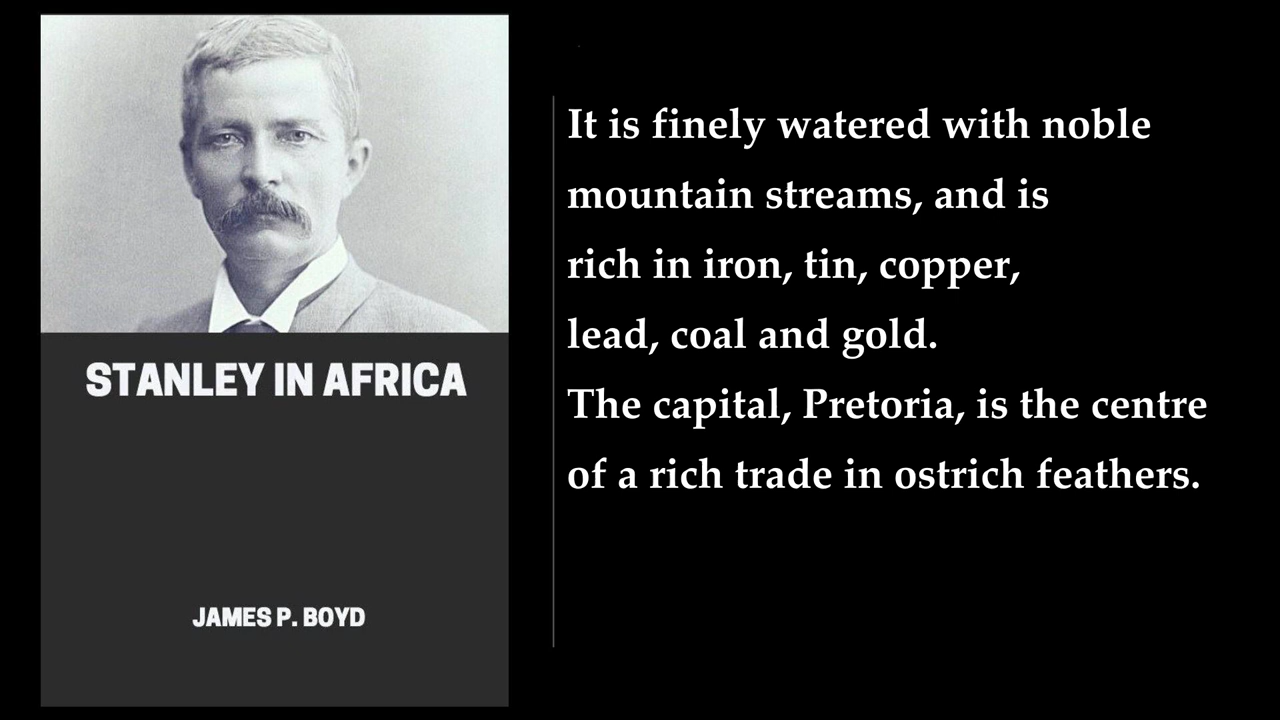 STANLEY IN AFRICA
JAMES P. BOYD
It is finely watered with noble
mountain streams, and is
rich in iron, tin, copper,
lead, coal and gold.
The capital, Pretoria, is the centre
of a rich trade in ostrich feathers.